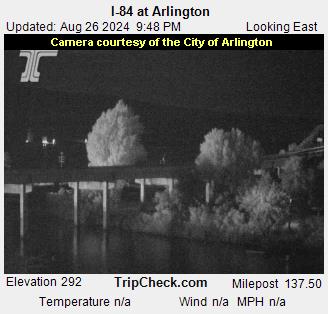 I-84 at Arlington
Updated: Aug 26 2024 9:48 PM Looking East
Camera courtesy of the City of Arlington
Elevation 292 TripCheck.com Milepost 137.50
Temperature n/a Wind n/a MPH n/a